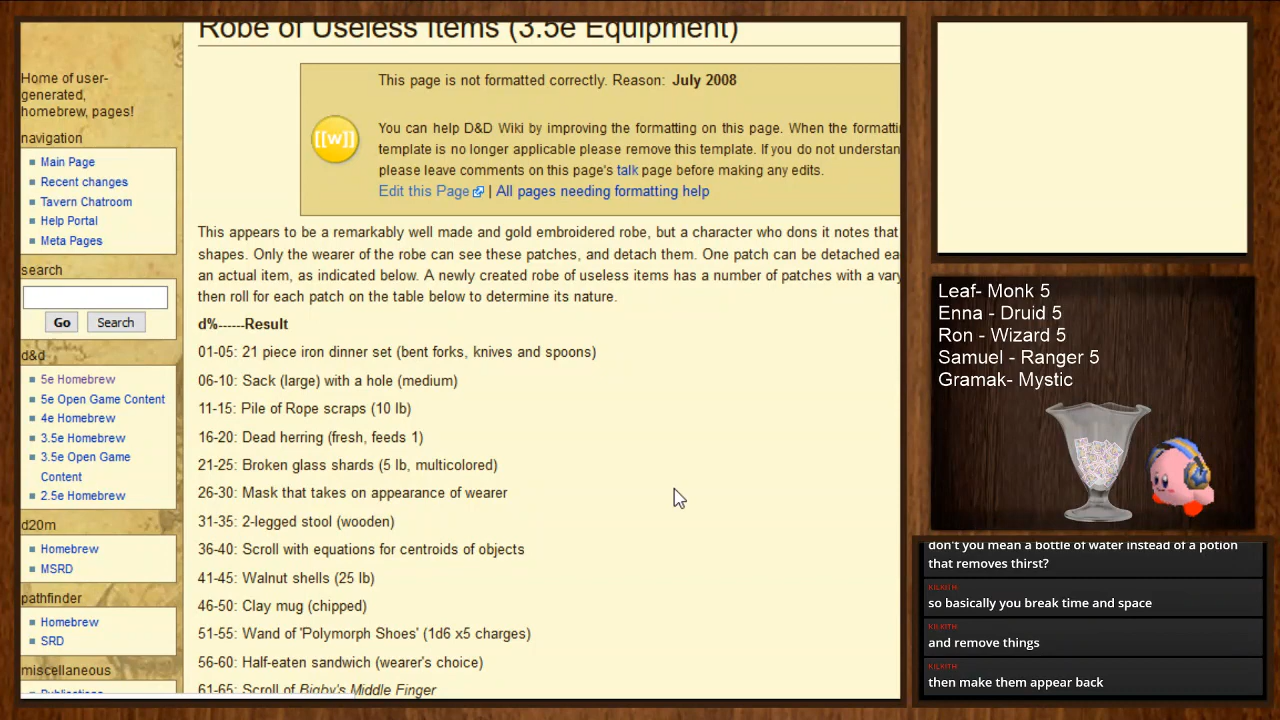 Robe of Useless Items (3.5e Equipment)
Home of user-
generated,
homebrew, pages!
navigation
Main Page
Recent changes
Tavern Chatroom
Help Portal
Meta Pages
search
Go Search
d&d
5e Homebrew
5e Open Game Content
4e Homebrew
3.5e Homebrew
3.5e Open Game
Content
2.5e Homebrew
d20m
Homebrew
MSRD
pathfinder
Homebrew
SRD
miscellaneous
Publications
This page is not formatted correctly. Reason: July 2008
[[w]]
You can help D&D Wiki by improving the formatting on this page. When the formatti
template is no longer applicable please remove this template. If you do not understan
please leave comments on this page's talk page before making any edits.
Edit this Page | All pages needing formatting help
This appears to be a remarkably well made and gold embroidered robe, but a character who dons it notes that
shapes. Only the wearer of the robe can see these patches, and detach them. One patch can be detached ea
an actual item, as indicated below. A newly created robe of useless items has a number of patches with a vary
then roll for each patch on the table below to determine its nature.
d%------Result
01-05: 21 piece iron dinner set (bent forks, knives and spoons)
06-10: Sack (large) with a hole (medium)
11-15: Pile of Rope scraps (10 lb)
16-20: Dead herring (fresh, feeds 1)
21-25: Broken glass shards (5 lb, multicolored)
26-30: Mask that takes on appearance of wearer
31-35: 2-legged stool (wooden)
36-40: Scroll with equations for centroids of objects
41-45: Walnut shells (25 lb)
46-50: Clay mug (chipped)
51-55: Wand of 'Polymorph Shoes' (1d6 x5 charges)
56-60: Half-eaten sandwich (wearer's choice)
61-65: Scroll of Bigby's Middle Finger
Leaf- Monk 5
Enna - Druid 5
Ron - Wizard 5
Samuel - Ranger 5
Gramak- Mystic
don't you mean a bottle of water instead of a potion
that removes thirst?
KILKITH
so basically you break time and space
KILKITH
and remove things
KILKITH
then make them appear back